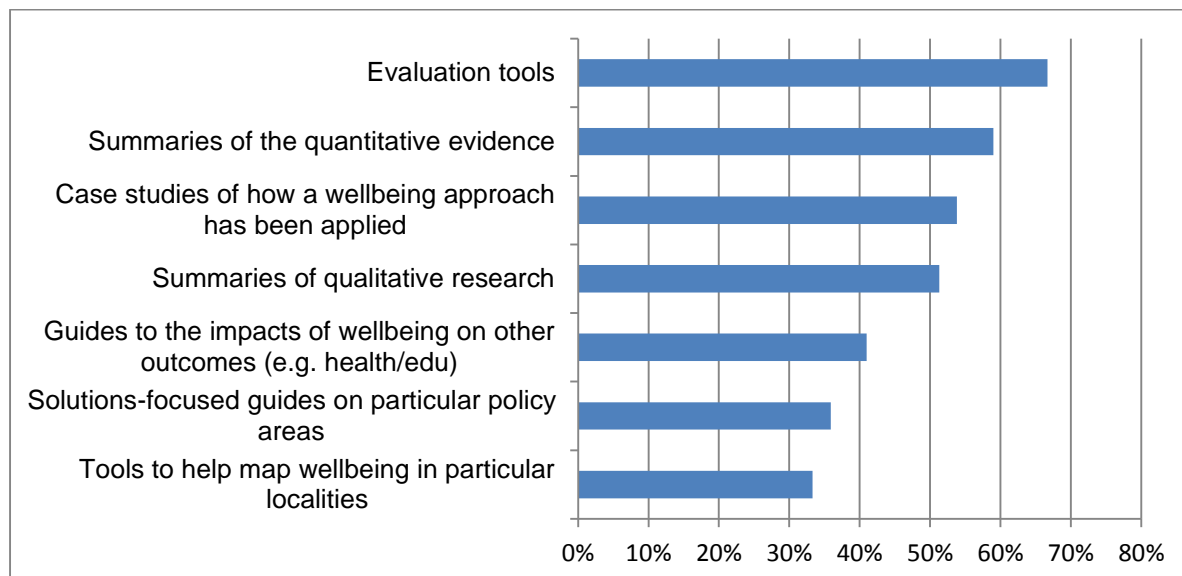 Evaluation tools
Summaries of the quantitative evidence
Case studies of how a wellbeing approach
has been applied
Summaries of qualitative research
Guides to the impacts of wellbeing on other
outcomes (e.g. health/edu)
Solutions-focused guides on particular policy
areas
Tools to help map wellbeing in particular
localities
0% 10% 20% 30% 40% 50% 60% 70% 80%